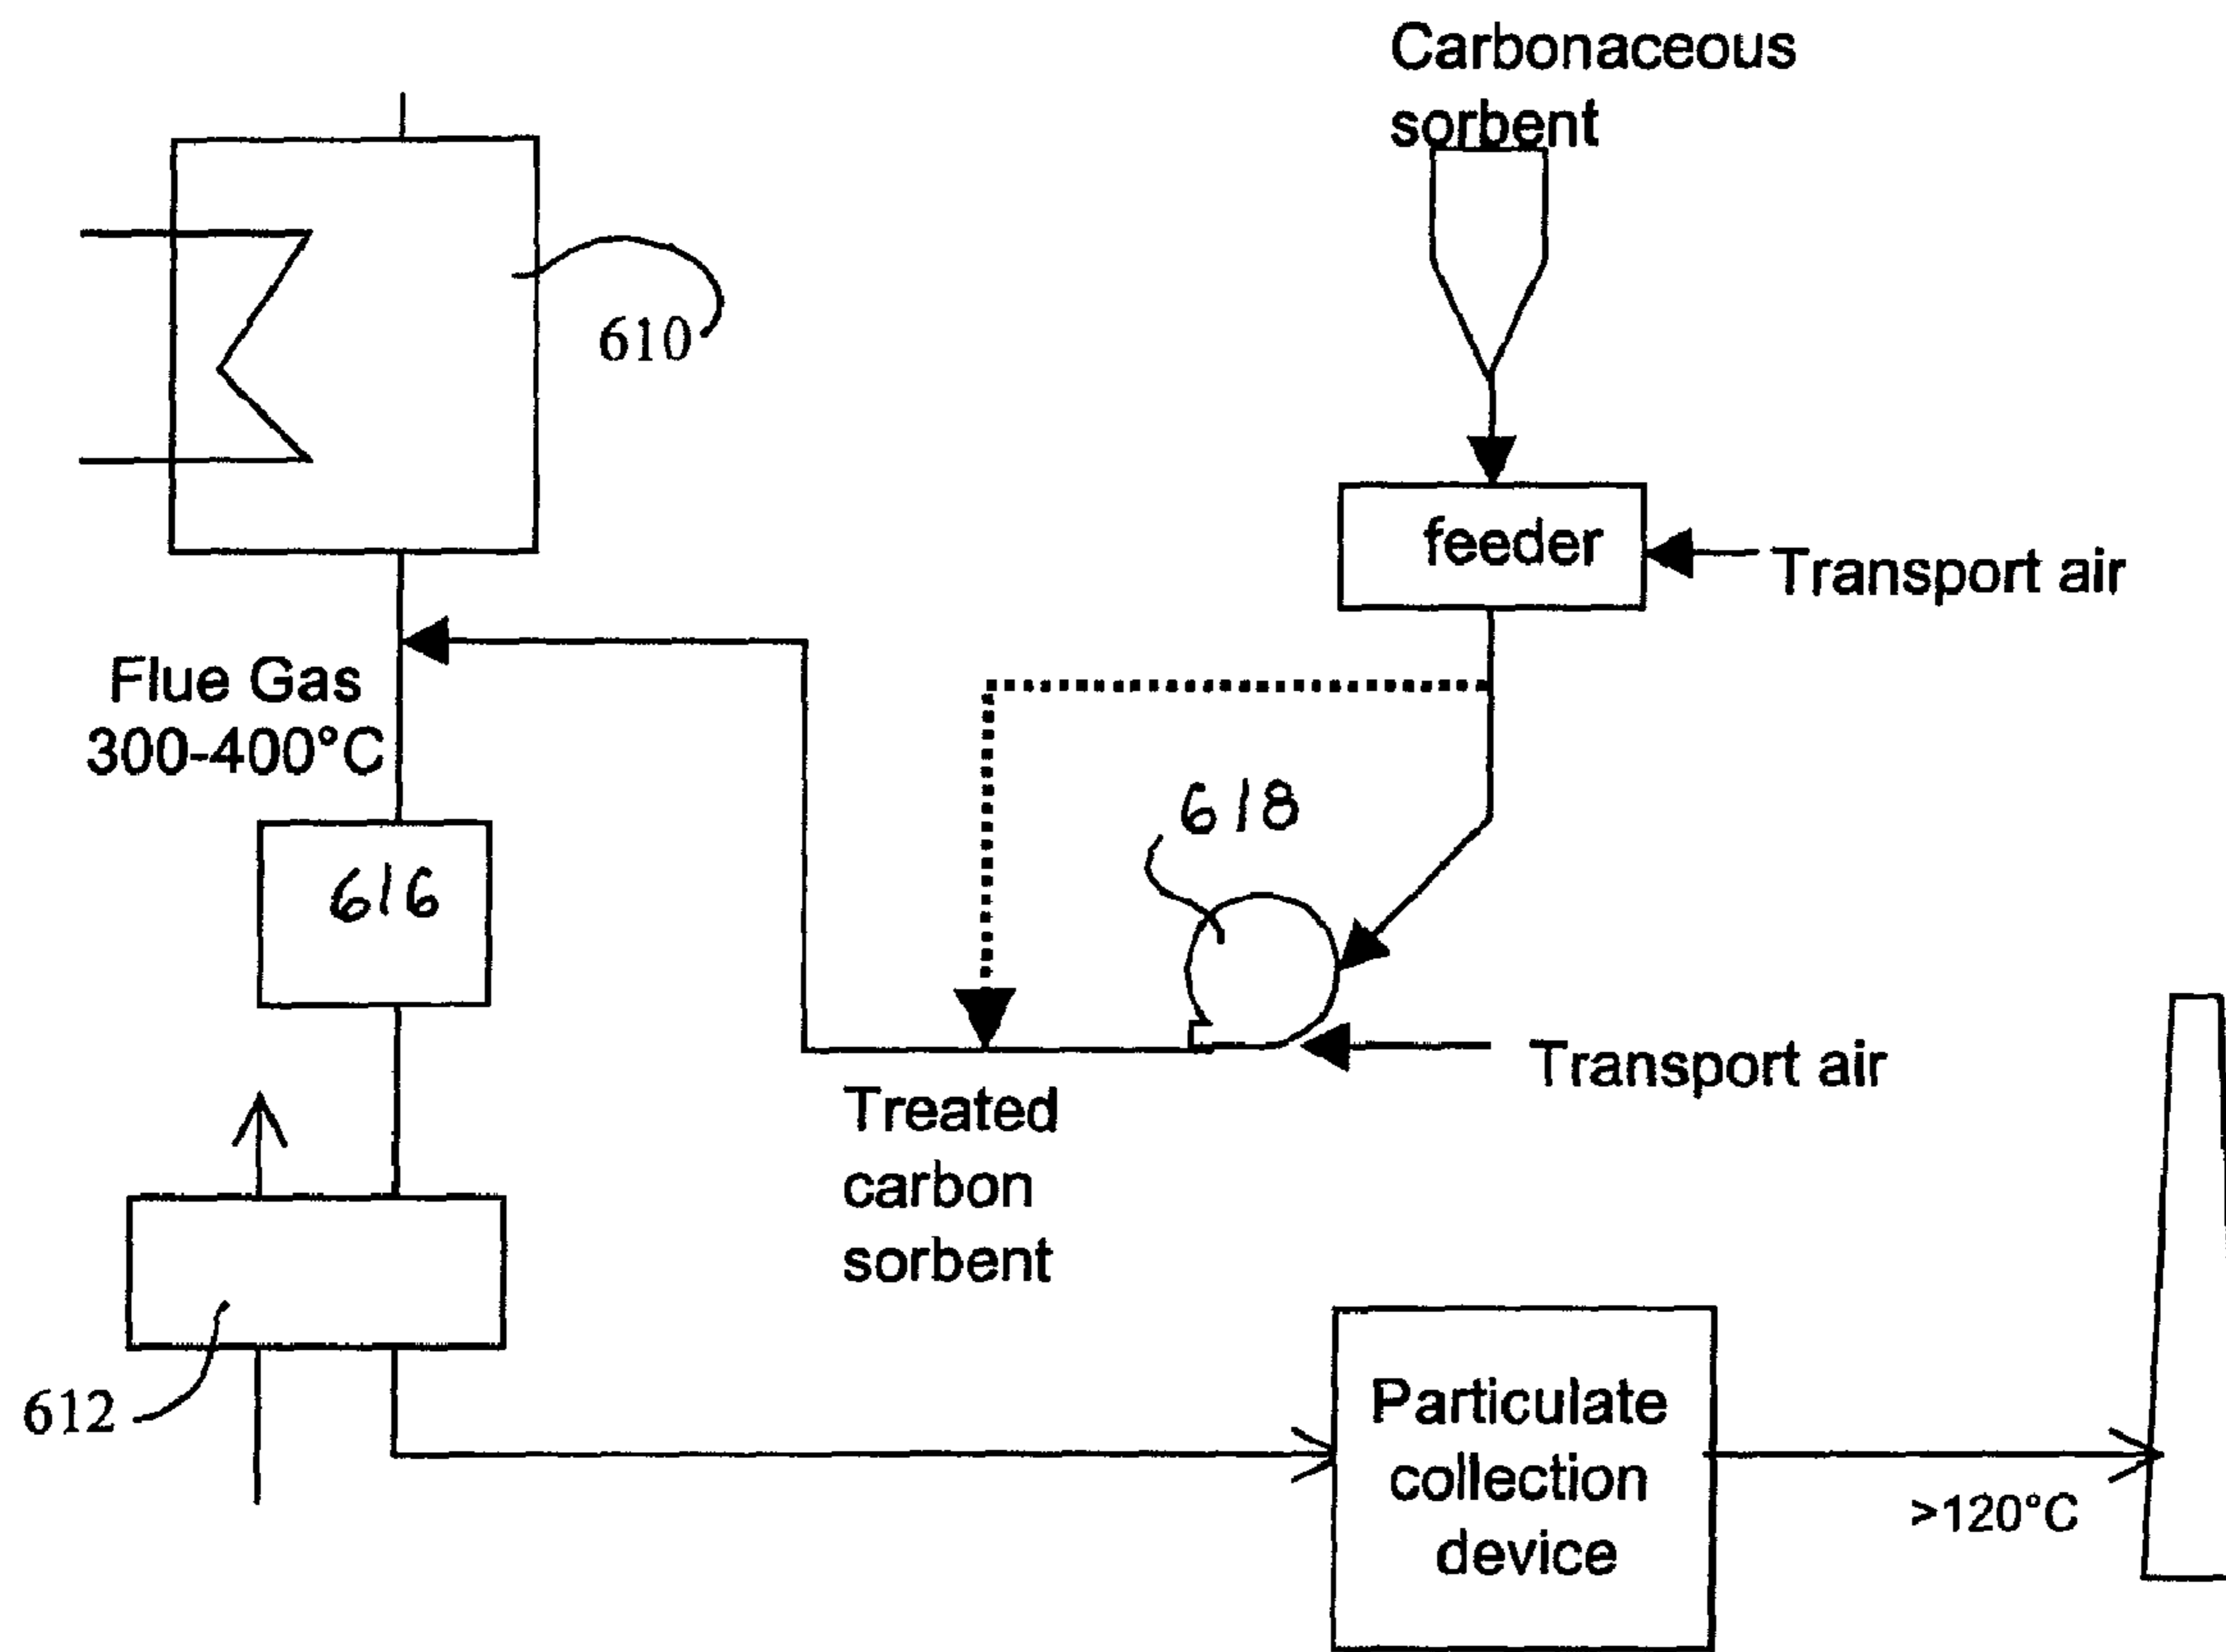 Carbonaceous
sorbent
610
feeder
Transport air
Flue Gas
300-400°C
618
616
Transport air
Treated
carbon
sorbent
612
Particulate
collection
device
>120°C